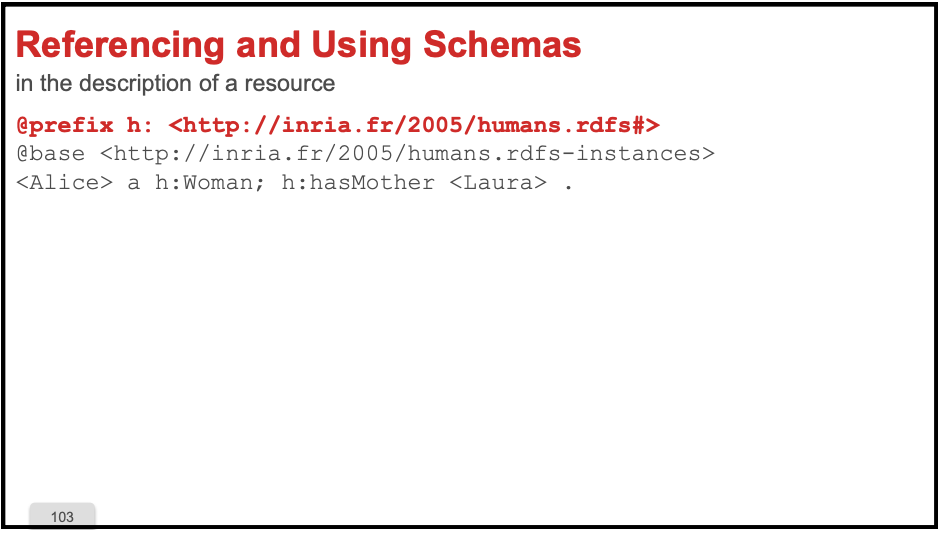 Referencing and Using Schemas
in the description of a resource
@prefix h: <http://inria.fr/2005/humans.rdfs#>
@base <http://inria.fr/2005/humans.rdfs-instances>
<Alice> a h:Woman; h:hasMother <Laura> .
103